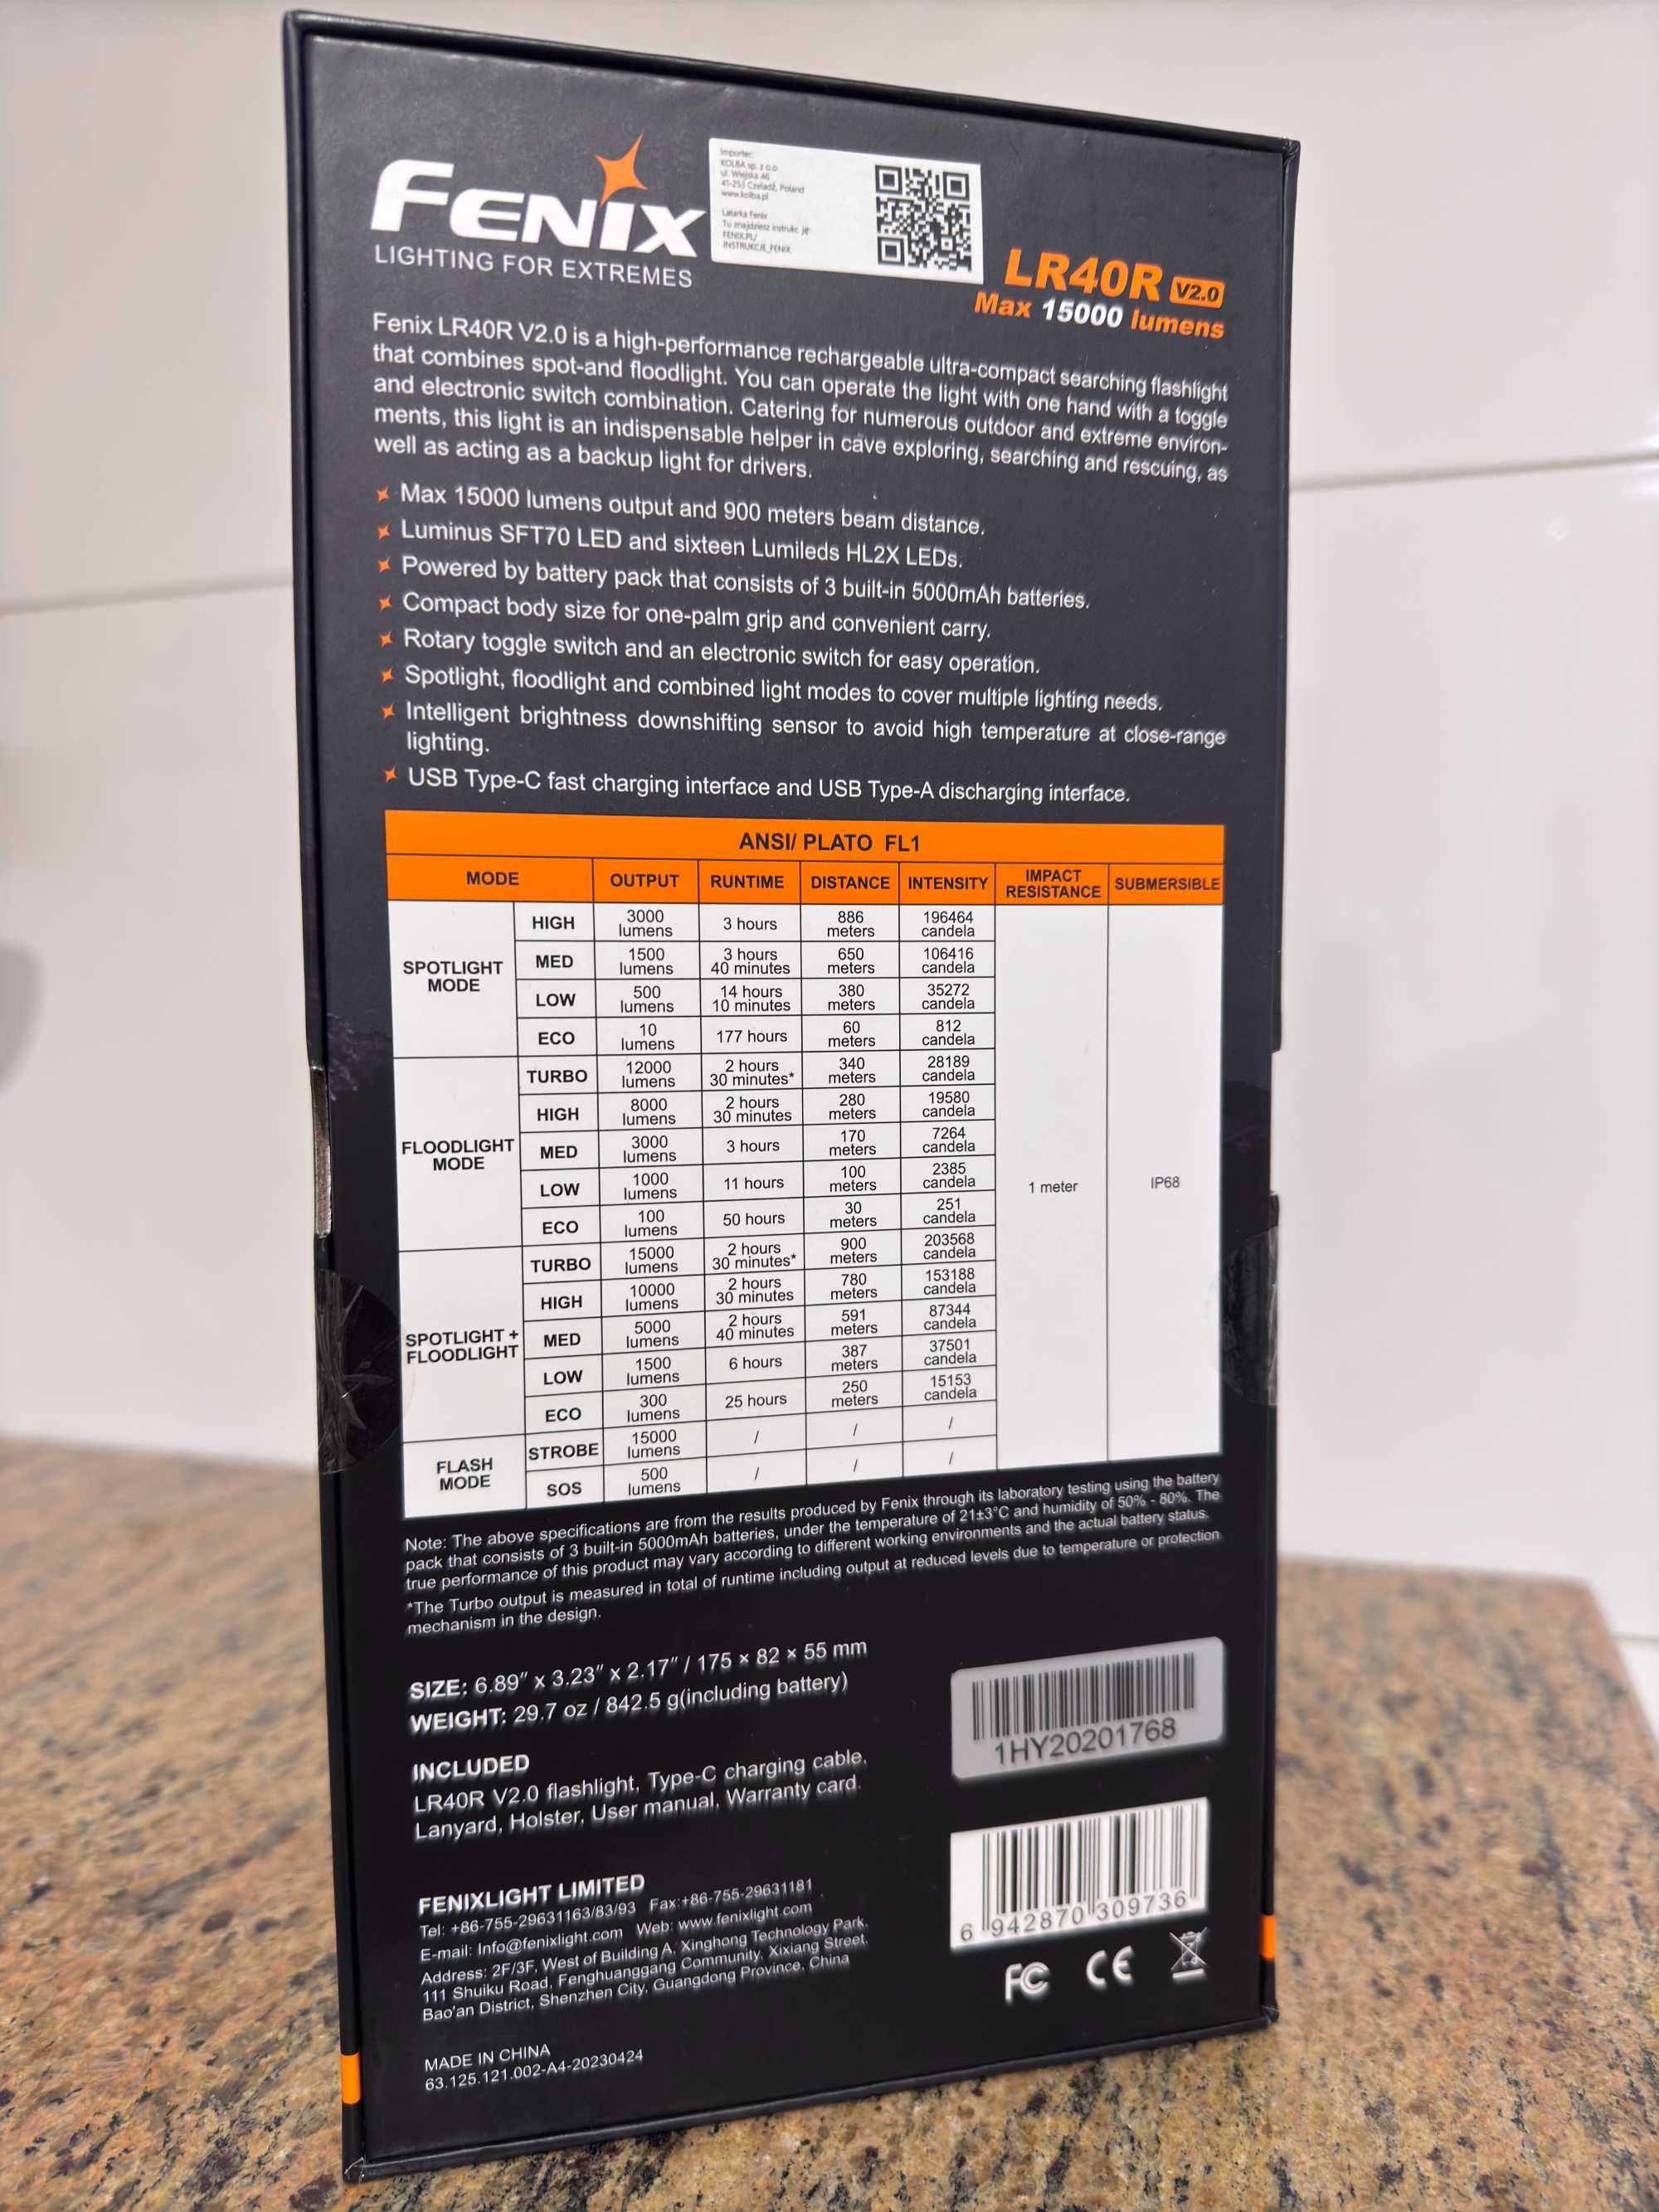 FENIX
LIGHTING FOR EXTREMES
Importer:
KOLBA sp. z o.o.
ul. Wiejska 46
41-253 Czeladź, Poland
www.kolba.pl
Latarka Fenix
Tu znajdziesz instrukc ję
FENIX.PL/
INSTRUKCJE_FENIX
LR40R V2.0
Max 15000 lumens
Fenix LR40R V2.0 is a high-performance rechargeable ultra-compact searching flashlight
that combines spot-and floodlight. You can operate the light with one hand with a toggle
and electronic switch combination. Catering for numerous outdoor and extreme environ-
ments, this light is an indispensable helper in cave exploring, searching and rescuing, as
well as acting as a backup light for drivers.
Max 15000 lumens output and 900 meters beam distance.
Luminus SFT70 LED and sixteen Lumileds HL2X LEDs.
Powered by battery pack that consists of 3 built-in 5000mAh batteries.
Compact body size for one-palm grip and convenient carry.
Rotary toggle switch and an electronic switch for easy operation.
Spotlight, floodlight and combined light modes to cover multiple lighting needs.
Intelligent brightness downshifting sensor to avoid high temperature at close-range
lighting.
USB Type-C fast charging interface and USB Type-A discharging interface.
ANSI/ PLATO FL1
MODE OUTPUT RUNTIME DISTANCE INTENSITY IMPACT RESISTANCE SUBMERSIBLE
SPOTLIGHT MODE
HIGH 3000 lumens 3 hours 886 meters 196464 candela
MED 1500 lumens 3 hours 40 minutes 650 meters 106416 candela
LOW 500 lumens 14 hours 10 minutes 380 meters 35272 candela
ECO 10 lumens 177 hours 60 meters 812 candela
FLOODLIGHT MODE
TURBO 12000 lumens 2 hours 30 minutes* 340 meters 28189 candela
HIGH 8000 lumens 2 hours 30 minutes 280 meters 19580 candela
MED 3000 lumens 3 hours 170 meters 7264 candela
LOW 1000 lumens 11 hours 100 meters 2385 candela
ECO 100 lumens 50 hours 30 meters 251 candela
1 meter IP68
SPOTLIGHT + FLOODLIGHT
TURBO 15000 lumens 2 hours 30 minutes* 900 meters 203568 candela
HIGH 10000 lumens 2 hours 30 minutes 780 meters 153188 candela
MED 5000 lumens 2 hours 40 minutes 591 meters 87344 candela
LOW 1500 lumens 6 hours 387 meters 37501 candela
ECO 300 lumens 25 hours 250 meters 15153 candela
FLASH MODE
STROBE 15000 lumens / / /
SOS 500 lumens / / /
Note: The above specifications are from the results produced by Fenix through its laboratory testing using the battery
pack that consists of 3 built-in 5000mAh batteries, under the temperature of 21±3°C and humidity of 50% - 80%. The
true performance of this product may vary according to different working environments and the actual battery status.
*The Turbo output is measured in total of runtime including output at reduced levels due to temperature or protection
mechanism in the design.
SIZE: 6.89″ x 3.23″ x 2.17″ / 175 × 82 × 55 mm
WEIGHT: 29.7 oz / 842.5 g(including battery)
INCLUDED
LR40R V2.0 flashlight, Type-C charging cable,
Lanyard, Holster, User manual, Warranty card.
1HY20201768
FENIXLIGHT LIMITED
Tel: +86-755-29631163/83/93 Fax:+86-755-29631181
E-mail: Info@fenixlight.com Web: www.fenixlight.com
Address: 2F/3F, West of Building A, Xinghong Technology Park,
111 Shuiku Road, Fenghuanggang Community, Xixiang Street,
Bao'an District, Shenzhen City, Guangdong Province, China
6 942870 309736
FC CE
MADE IN CHINA
63.125.121.002-A4-20230424